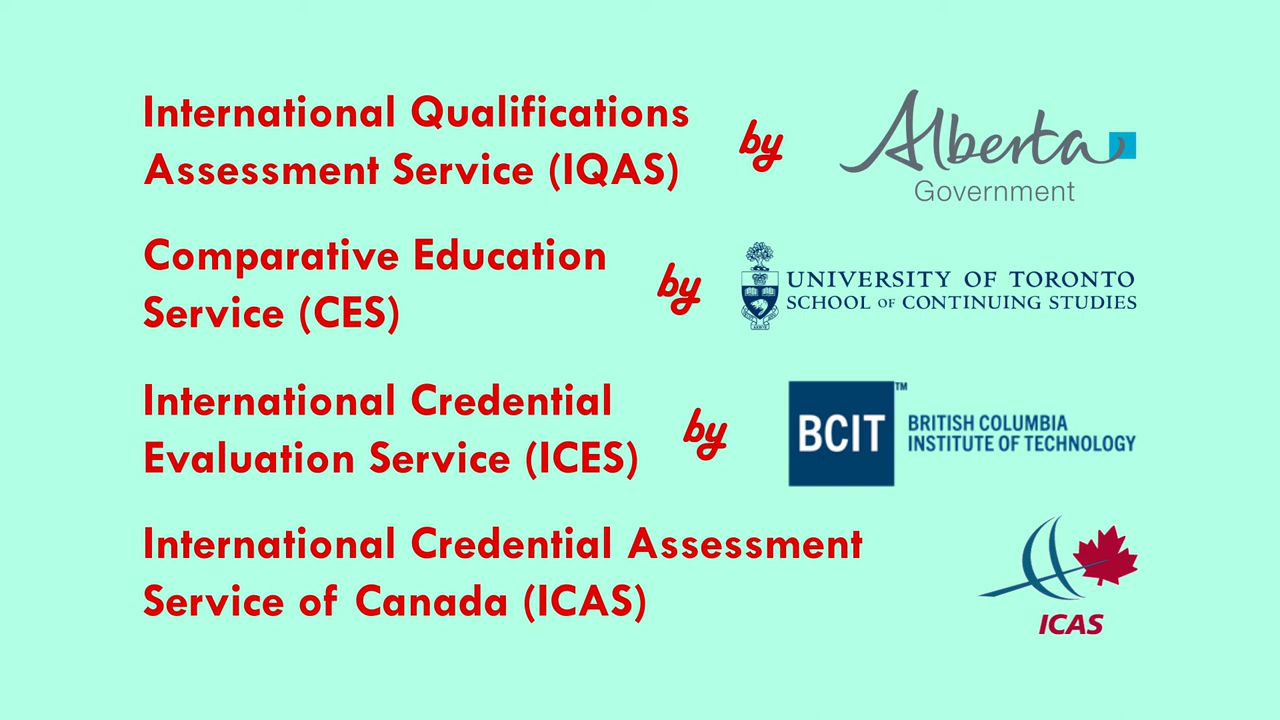 International Qualifications
Assessment Service (IQAS)
by
Alberta
Government
Comparative Education
Service (CES)
by
UNIVERSITY OF TORONTO
SCHOOL OF CONTINUING STUDIES
International Credential
Evaluation Service (ICES)
by
BCIT™
BRITISH COLUMBIA
INSTITUTE OF TECHNOLOGY
International Credential Assessment
Service of Canada (ICAS)
ICAS